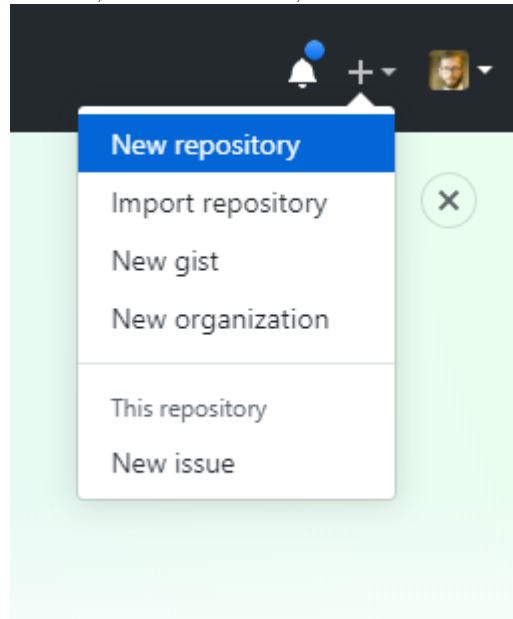 New repository
Import repository
New gist
New organization
This repository
New issue